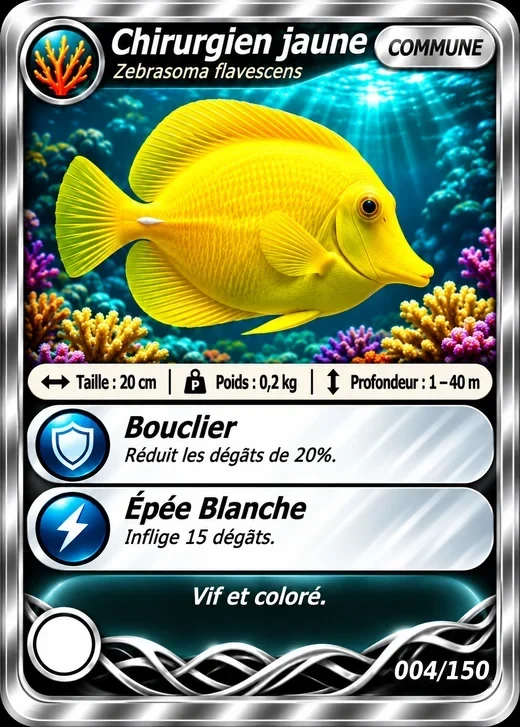 Chirurgien jaune
COMMUNE
Zebrasoma flavescens
Taille : 20 cm | P Poids : 0,2 kg | Profondeur : 1 – 40 m
Bouclier
Réduit les dégâts de 20%.
Épée Blanche
Inflige 15 dégâts.
Vif et coloré.
004/150